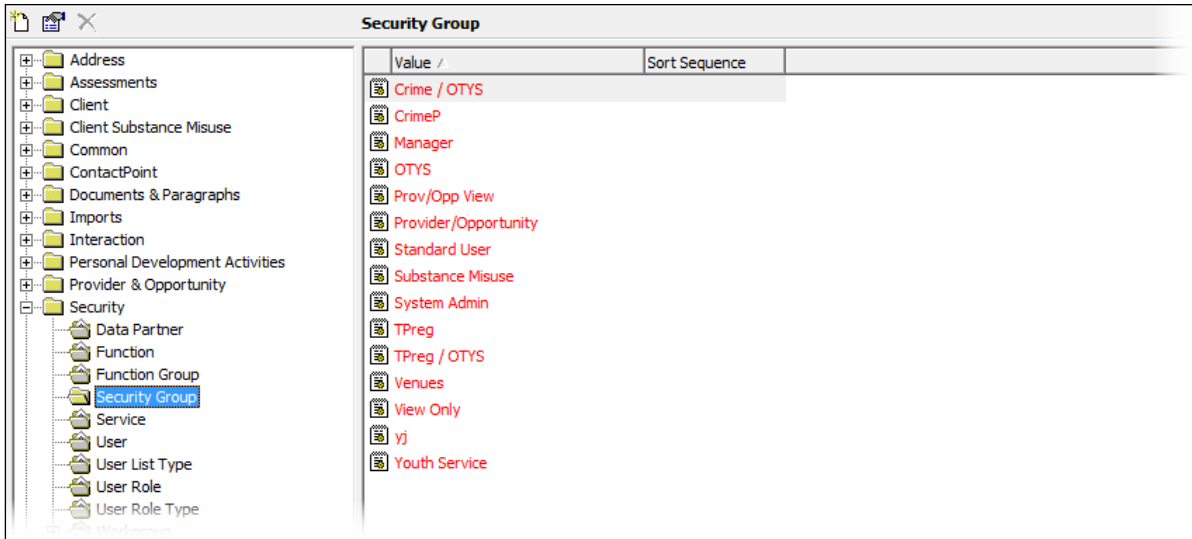 Security Group
Address
Assessments
Client
Client Substance Misuse
Common
ContactPoint
Documents & Paragraphs
Imports
Interaction
Personal Development Activities
Provider & Opportunity
Security
Data Partner
Function
Function Group
Security Group
Service
User
User List Type
User Role
User Role Type
Workgroup
Value
Sort Sequence
Crime / OTYS
CrimeP
Manager
OTYS
Prov/Opp View
Provider/Opportunity
Standard User
Substance Misuse
System Admin
TPreg
TPreg / OTYS
Venues
View Only
yj
Youth Service